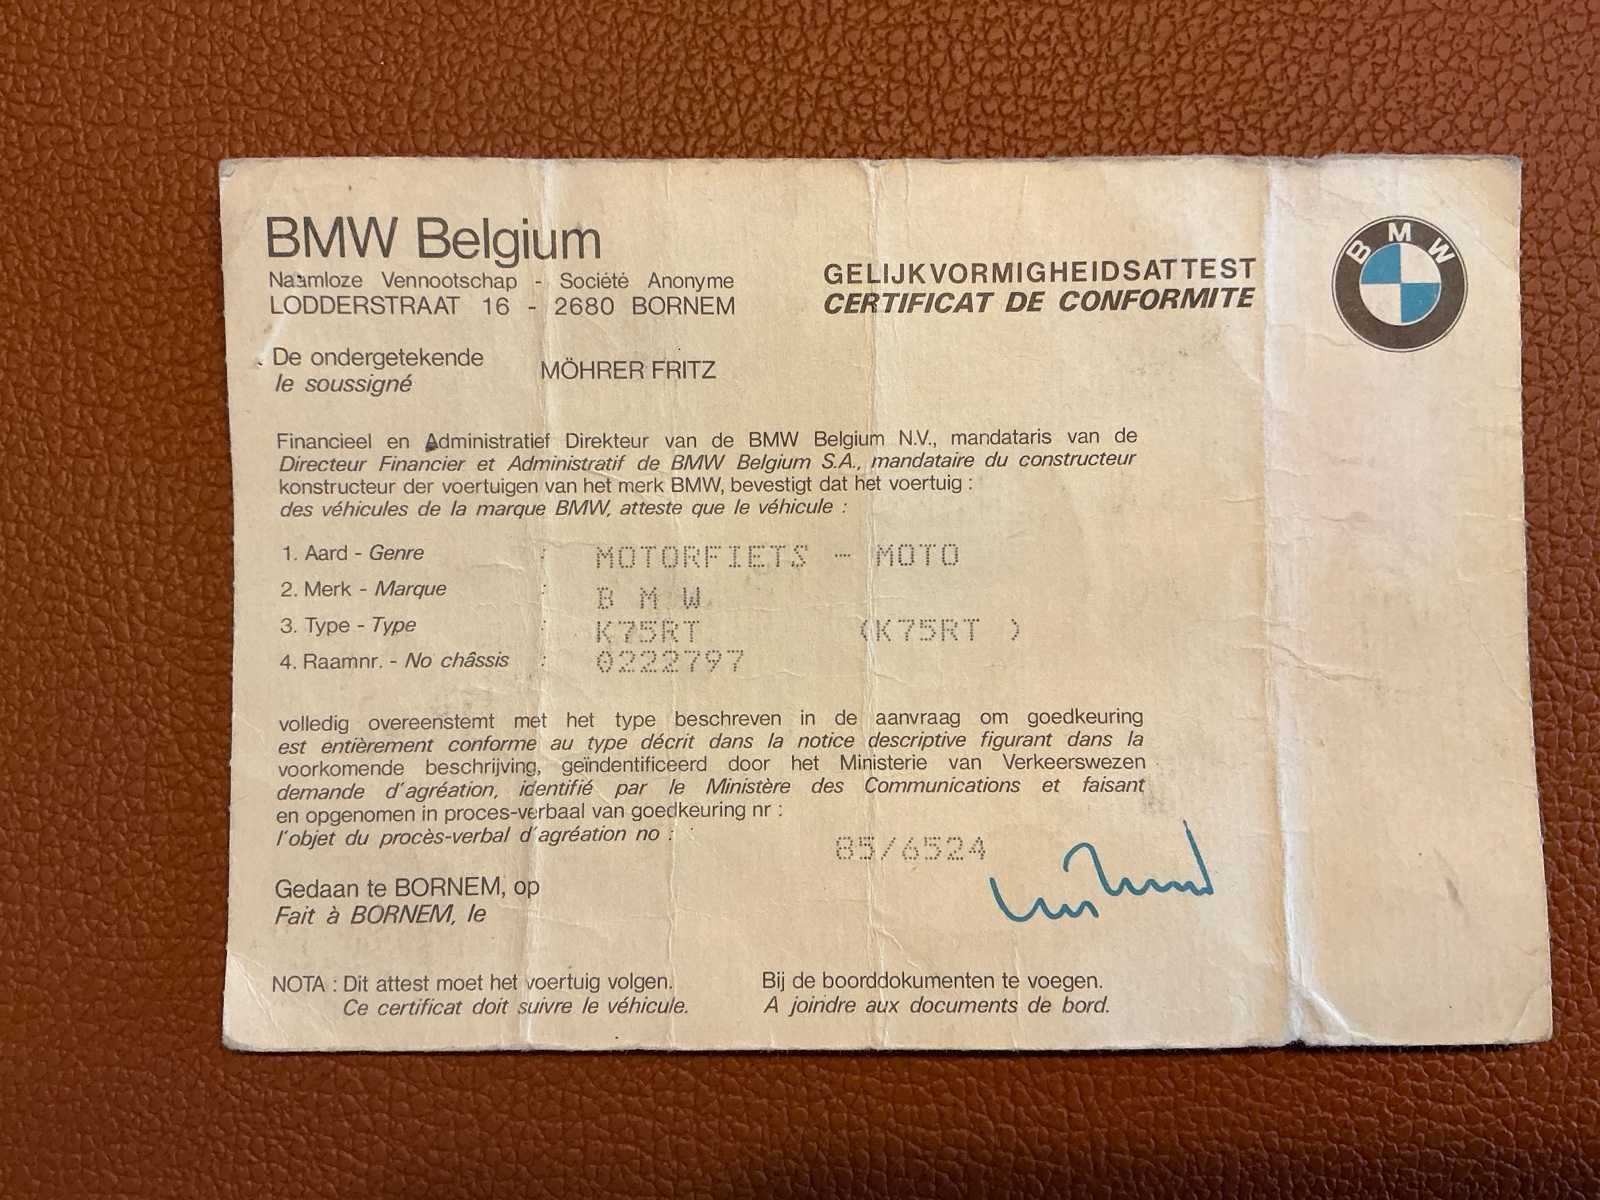 BMW Belgium
Naamloze Vennootschap - Société Anonyme
LODDERSTRAAT 16 - 2680 BORNEM
GELIJKVORMIGHEIDSATTEST
CERTIFICAT DE CONFORMITE
BMW
De ondergetekende
le soussigné
MÖHRER FRITZ
Financieel en Administratief Direkteur van de BMW Belgium N.V., mandataris van de
Directeur Financier et Administratif de BMW Belgium S.A., mandataire du constructeur
konstructeur der voertuigen van het merk BMW, bevestigt dat het voertuig :
des véhicules de la marque BMW, atteste que le véhicule :
1. Aard - Genre : MOTORFIETS - MOTO
2. Merk - Marque : B M W
3. Type - Type : K75RT (K75RT )
4. Raamnr. - No châssis : 0222797
volledig overeenstemt met het type beschreven in de aanvraag om goedkeuring
est entièrement conforme au type décrit dans la notice descriptive figurant dans la
voorkomende beschrijving, geïndentificeerd door het Ministerie van Verkeerswezen
demande d'agréation, identifié par le Ministère des Communications et faisant
en opgenomen in proces-verbaal van goedkeuring nr :
l'objet du procès-verbal d'agréation no :
85/6524
Gedaan te BORNEM, op
Fait à BORNEM, le
NOTA : Dit attest moet het voertuig volgen.
Ce certificat doit suivre le véhicule.
Bij de boorddokumenten te voegen.
A joindre aux documents de bord.